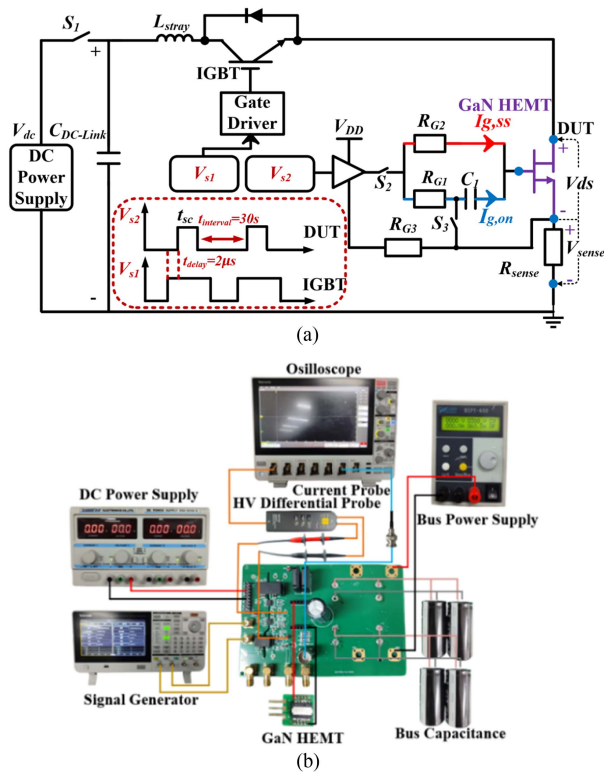 S1
+
Lstray
IGBT
Gate
Driver
Vdc
CDC-Link
DC
Power
Supply
-
Vs1
Vs2
VDD
S2
RG2
Ig,ss
RG1
C1
Ig,on
S3
RG3
GaN HEMT
DUT
+
Vds
-
+
Vsense
Rsense
-
Vs2
tsc
tinterval=30s
DUT
tdelay=2μs
Vs1
IGBT
(a)
Osilloscope
Current Probe
HV Differential Probe
DC Power Supply
Bus Power Supply
Signal Generator
GaN HEMT
Bus Capacitance
(b)